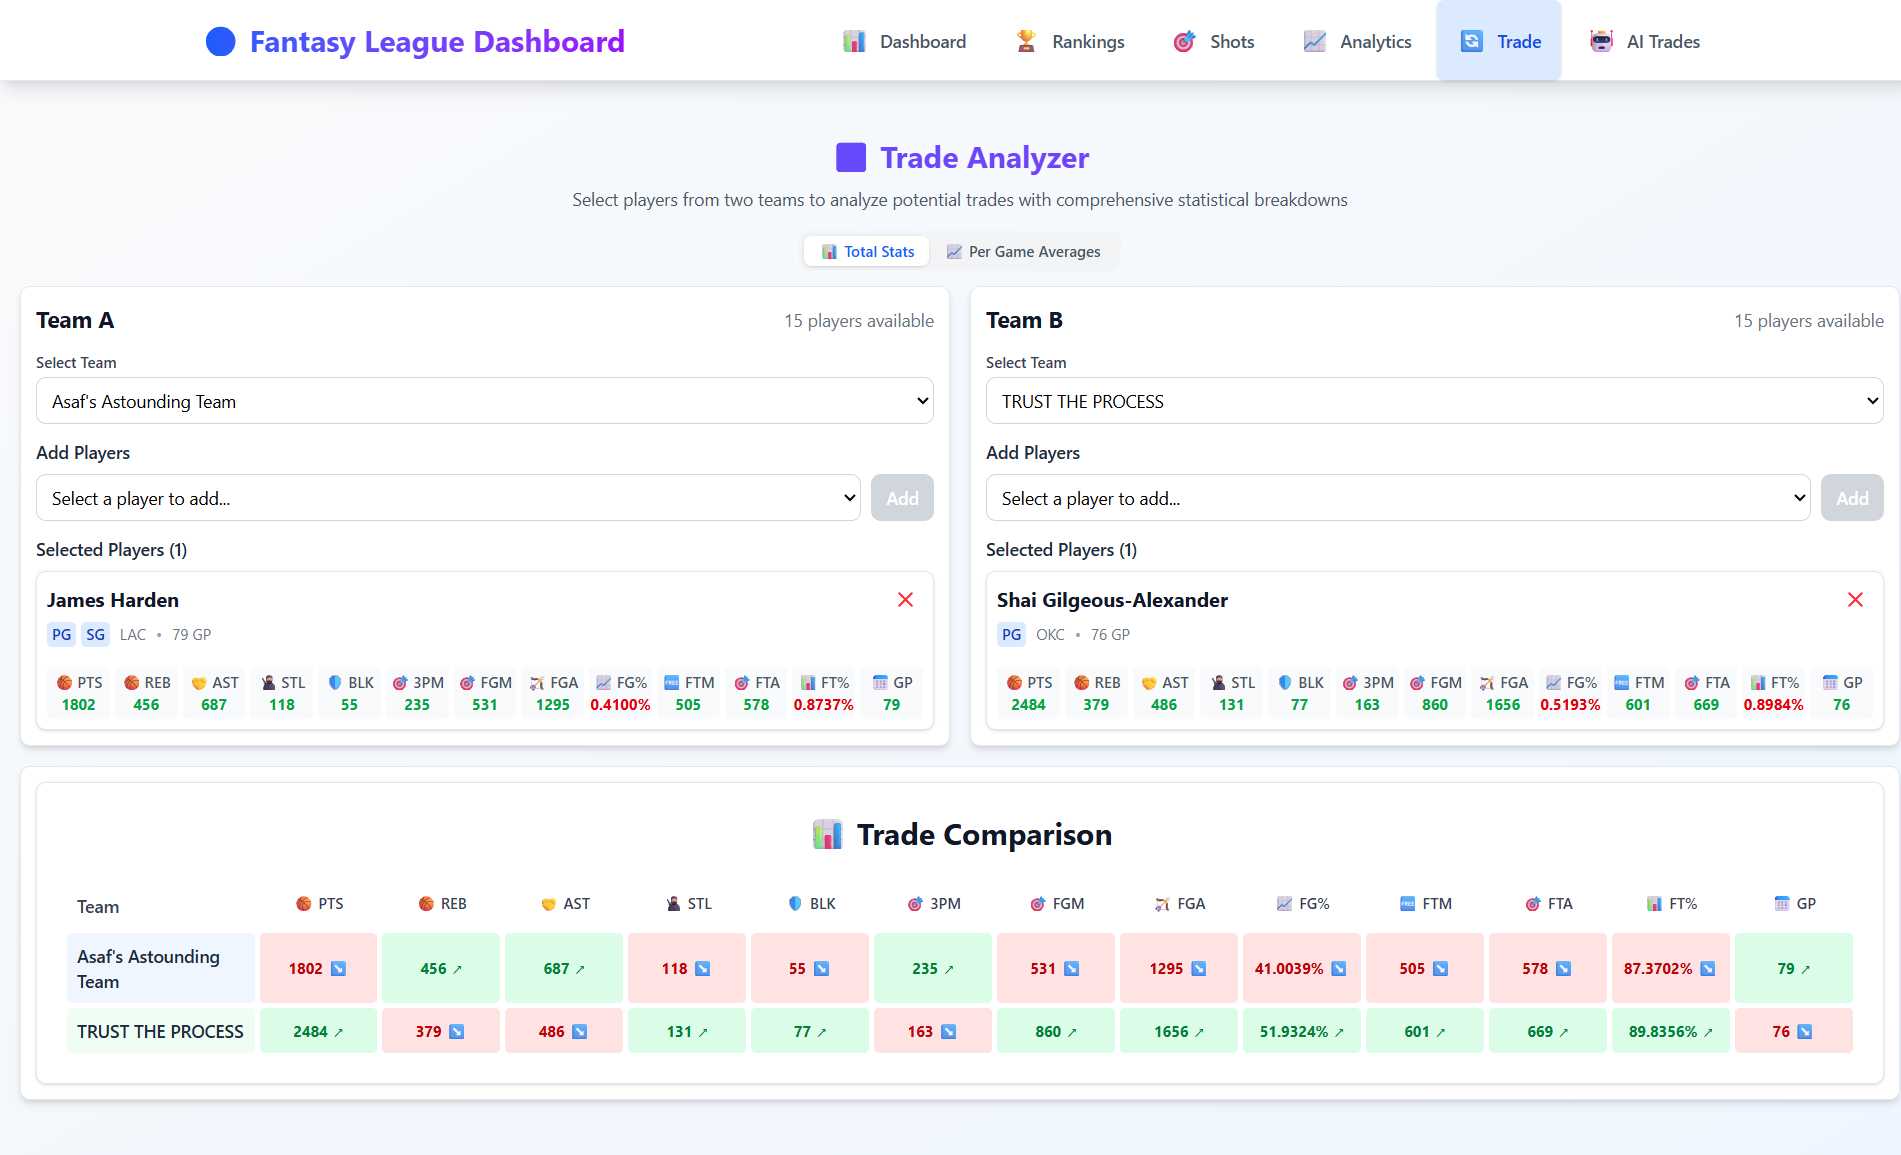 Fantasy League Dashboard
Dashboard
Rankings
Shots
Analytics
Trade
AI Trades
Trade Analyzer
Select players from two teams to analyze potential trades with comprehensive statistical breakdowns
Total Stats
Per Game Averages
Team A
15 players available
Select Team
Asaf's Astounding Team
Add Players
Select a player to add...
Add
Selected Players (1)
James Harden
PG SG LAC • 79 GP
PTS REB AST STL BLK 3PM FGM FGA FG% FTM FTA FT% GP
1802 456 687 118 55 235 531 1295 0.4100% 505 578 0.8737% 79
Team B
15 players available
Select Team
TRUST THE PROCESS
Add Players
Select a player to add...
Add
Selected Players (1)
Shai Gilgeous-Alexander
PG OKC • 76 GP
PTS REB AST STL BLK 3PM FGM FGA FG% FTM FTA FT% GP
2484 379 486 131 77 163 860 1656 0.5193% 601 669 0.8984% 76
Trade Comparison
Team PTS REB AST STL BLK 3PM FGM FGA FG% FTM FTA FT% GP
Asaf's Astounding
Team
1802 456 687 118 55 235 531 1295 41.0039% 505 578 87.3702% 79
TRUST THE PROCESS 2484 379 486 131 77 163 860 1656 51.9324% 601 669 89.8356% 76